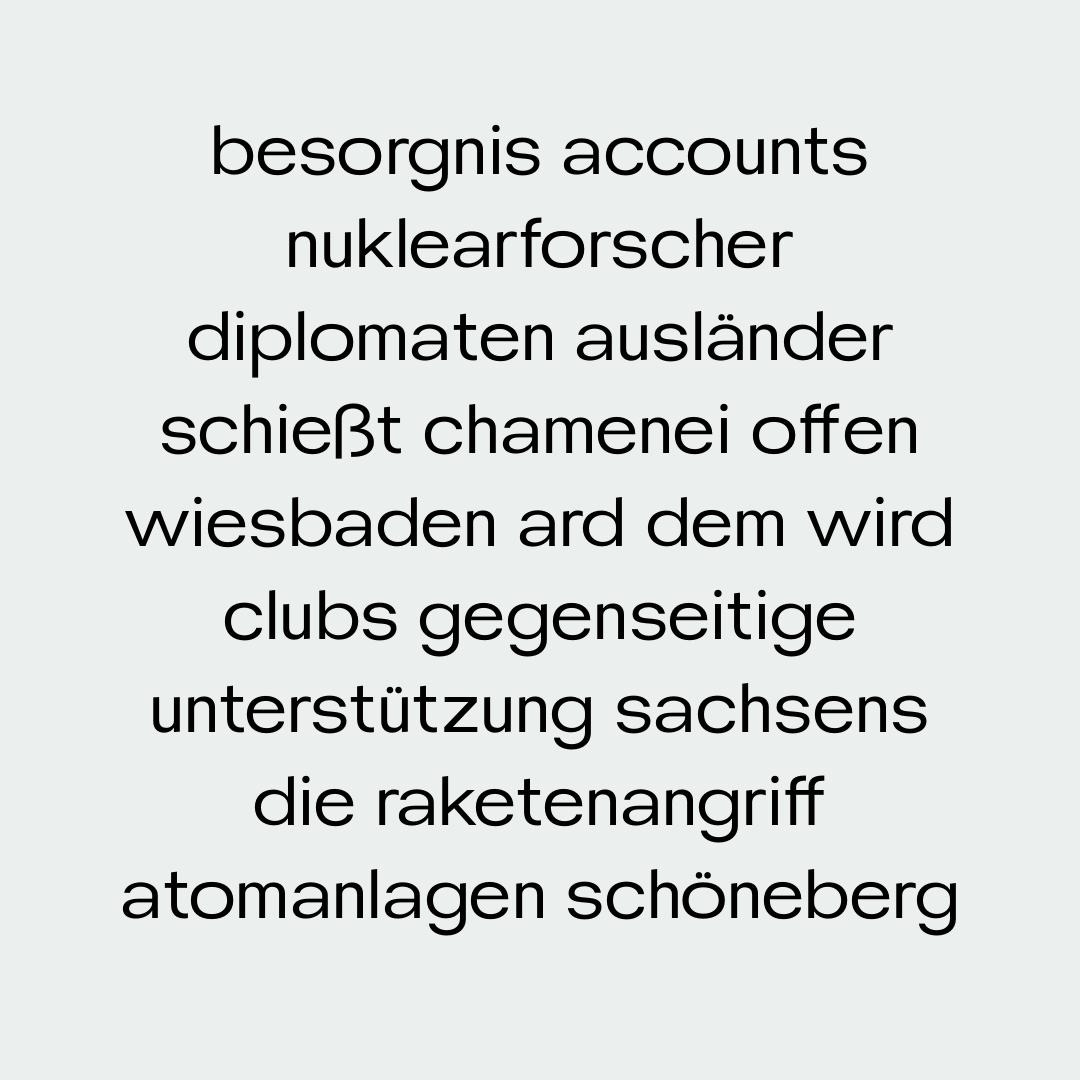 besorgnis accounts
nuklearforscher
diplomaten ausländer
schießt chamenei offen
wiesbaden ard dem wird
clubs gegenseitige
unterstützung sachsens
die raketenangriff
atomanlagen schöneberg